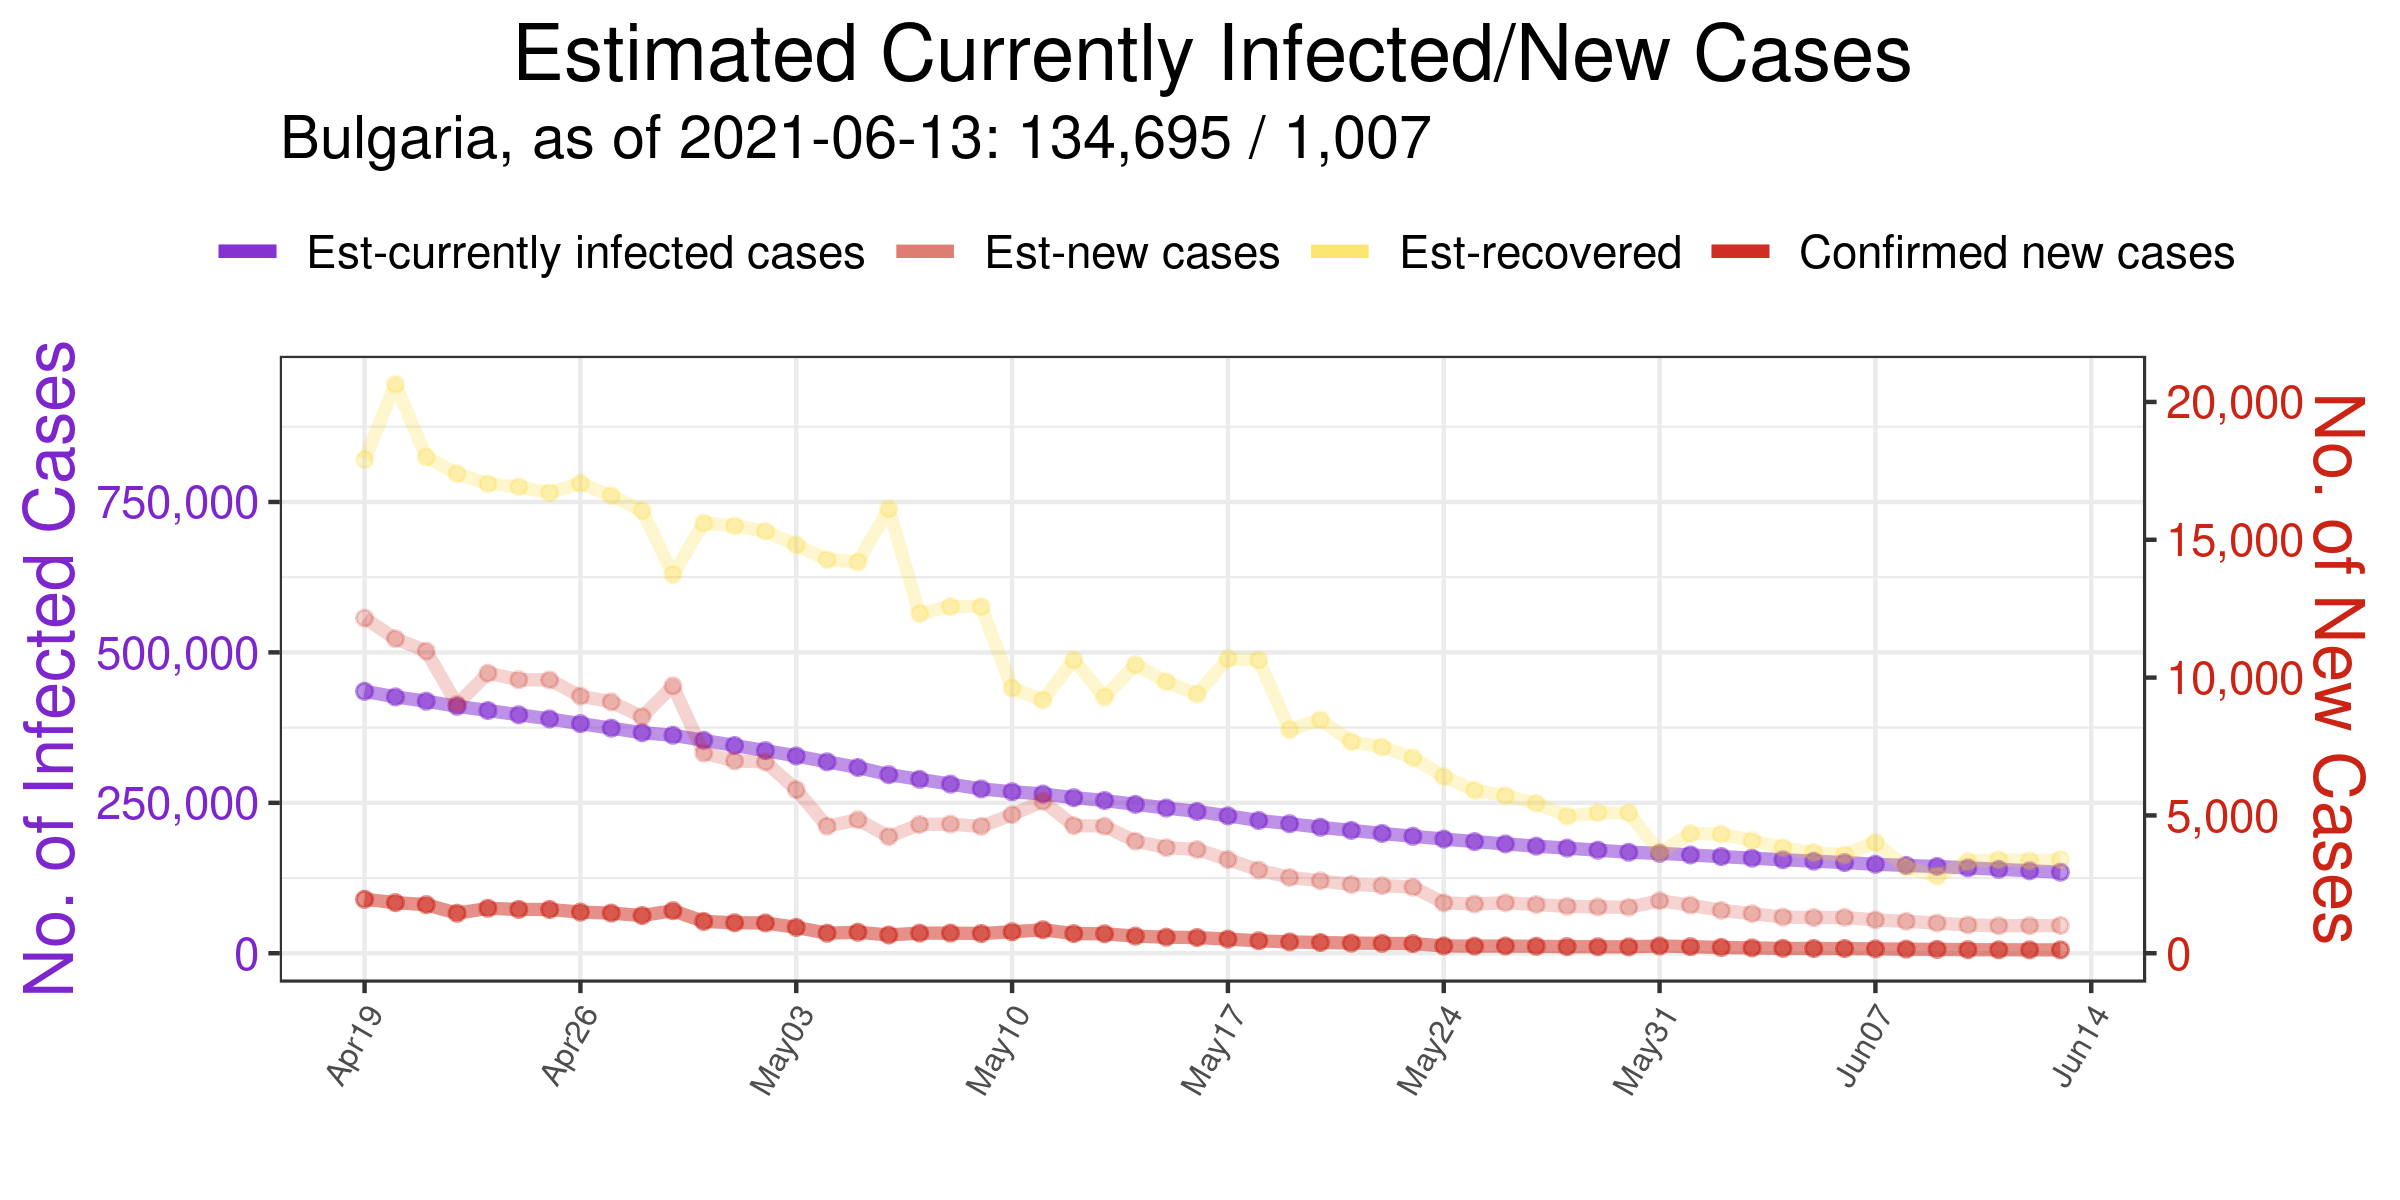 Estimated Currently Infected/New Cases
Bulgaria, as of 2021-06-13: 134,695 / 1,007
Est-currently infected cases Est-new cases Est-recovered Confirmed new cases
No. of Infected Cases
750,000
500,000
250,000
0
20,000
15,000
10,000
5,000
0
No. of New Cases
Apr19 Apr26 May03 May10 May17 May24 May31 Jun07 Jun14